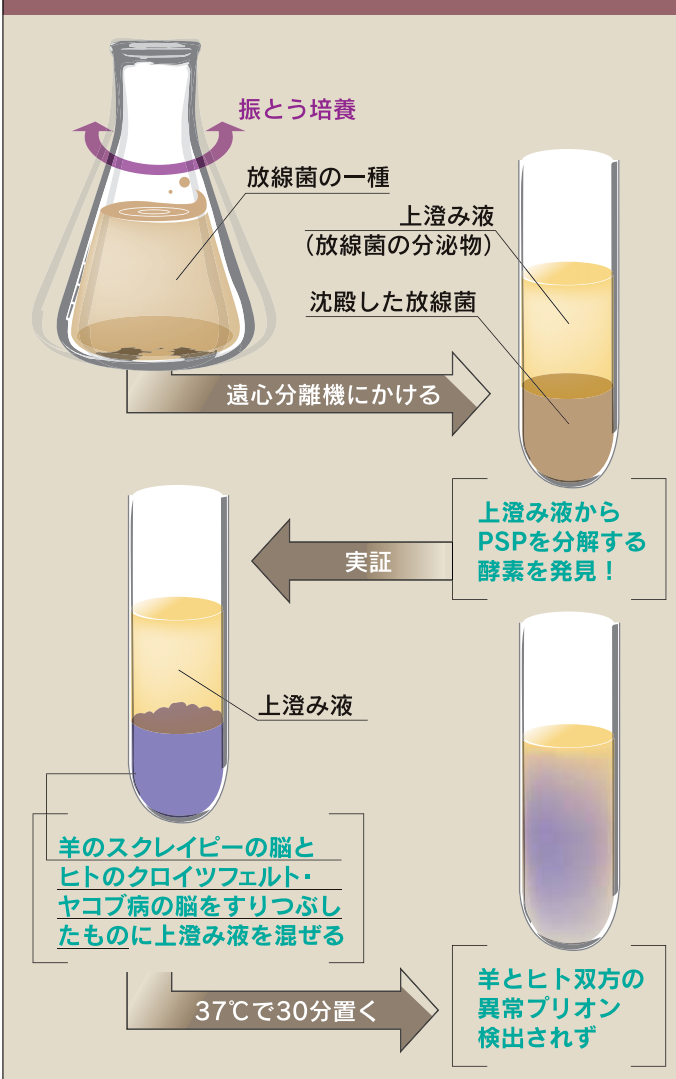 振とう培養
放線菌の一種
上澄み液
（放線菌の分泌物）
沈殿した放線菌
遠心分離機にかける
上澄み液から
PSPを分解する
酵素を発見！
実証
上澄み液
羊のスクレイピーの脳と
ヒトのクロイツフェルト・
ヤコブ病の脳をすりつぶし
たものに上澄み液を混ぜる
37℃で30分置く
羊とヒト双方の
異常プリオン
検出されず